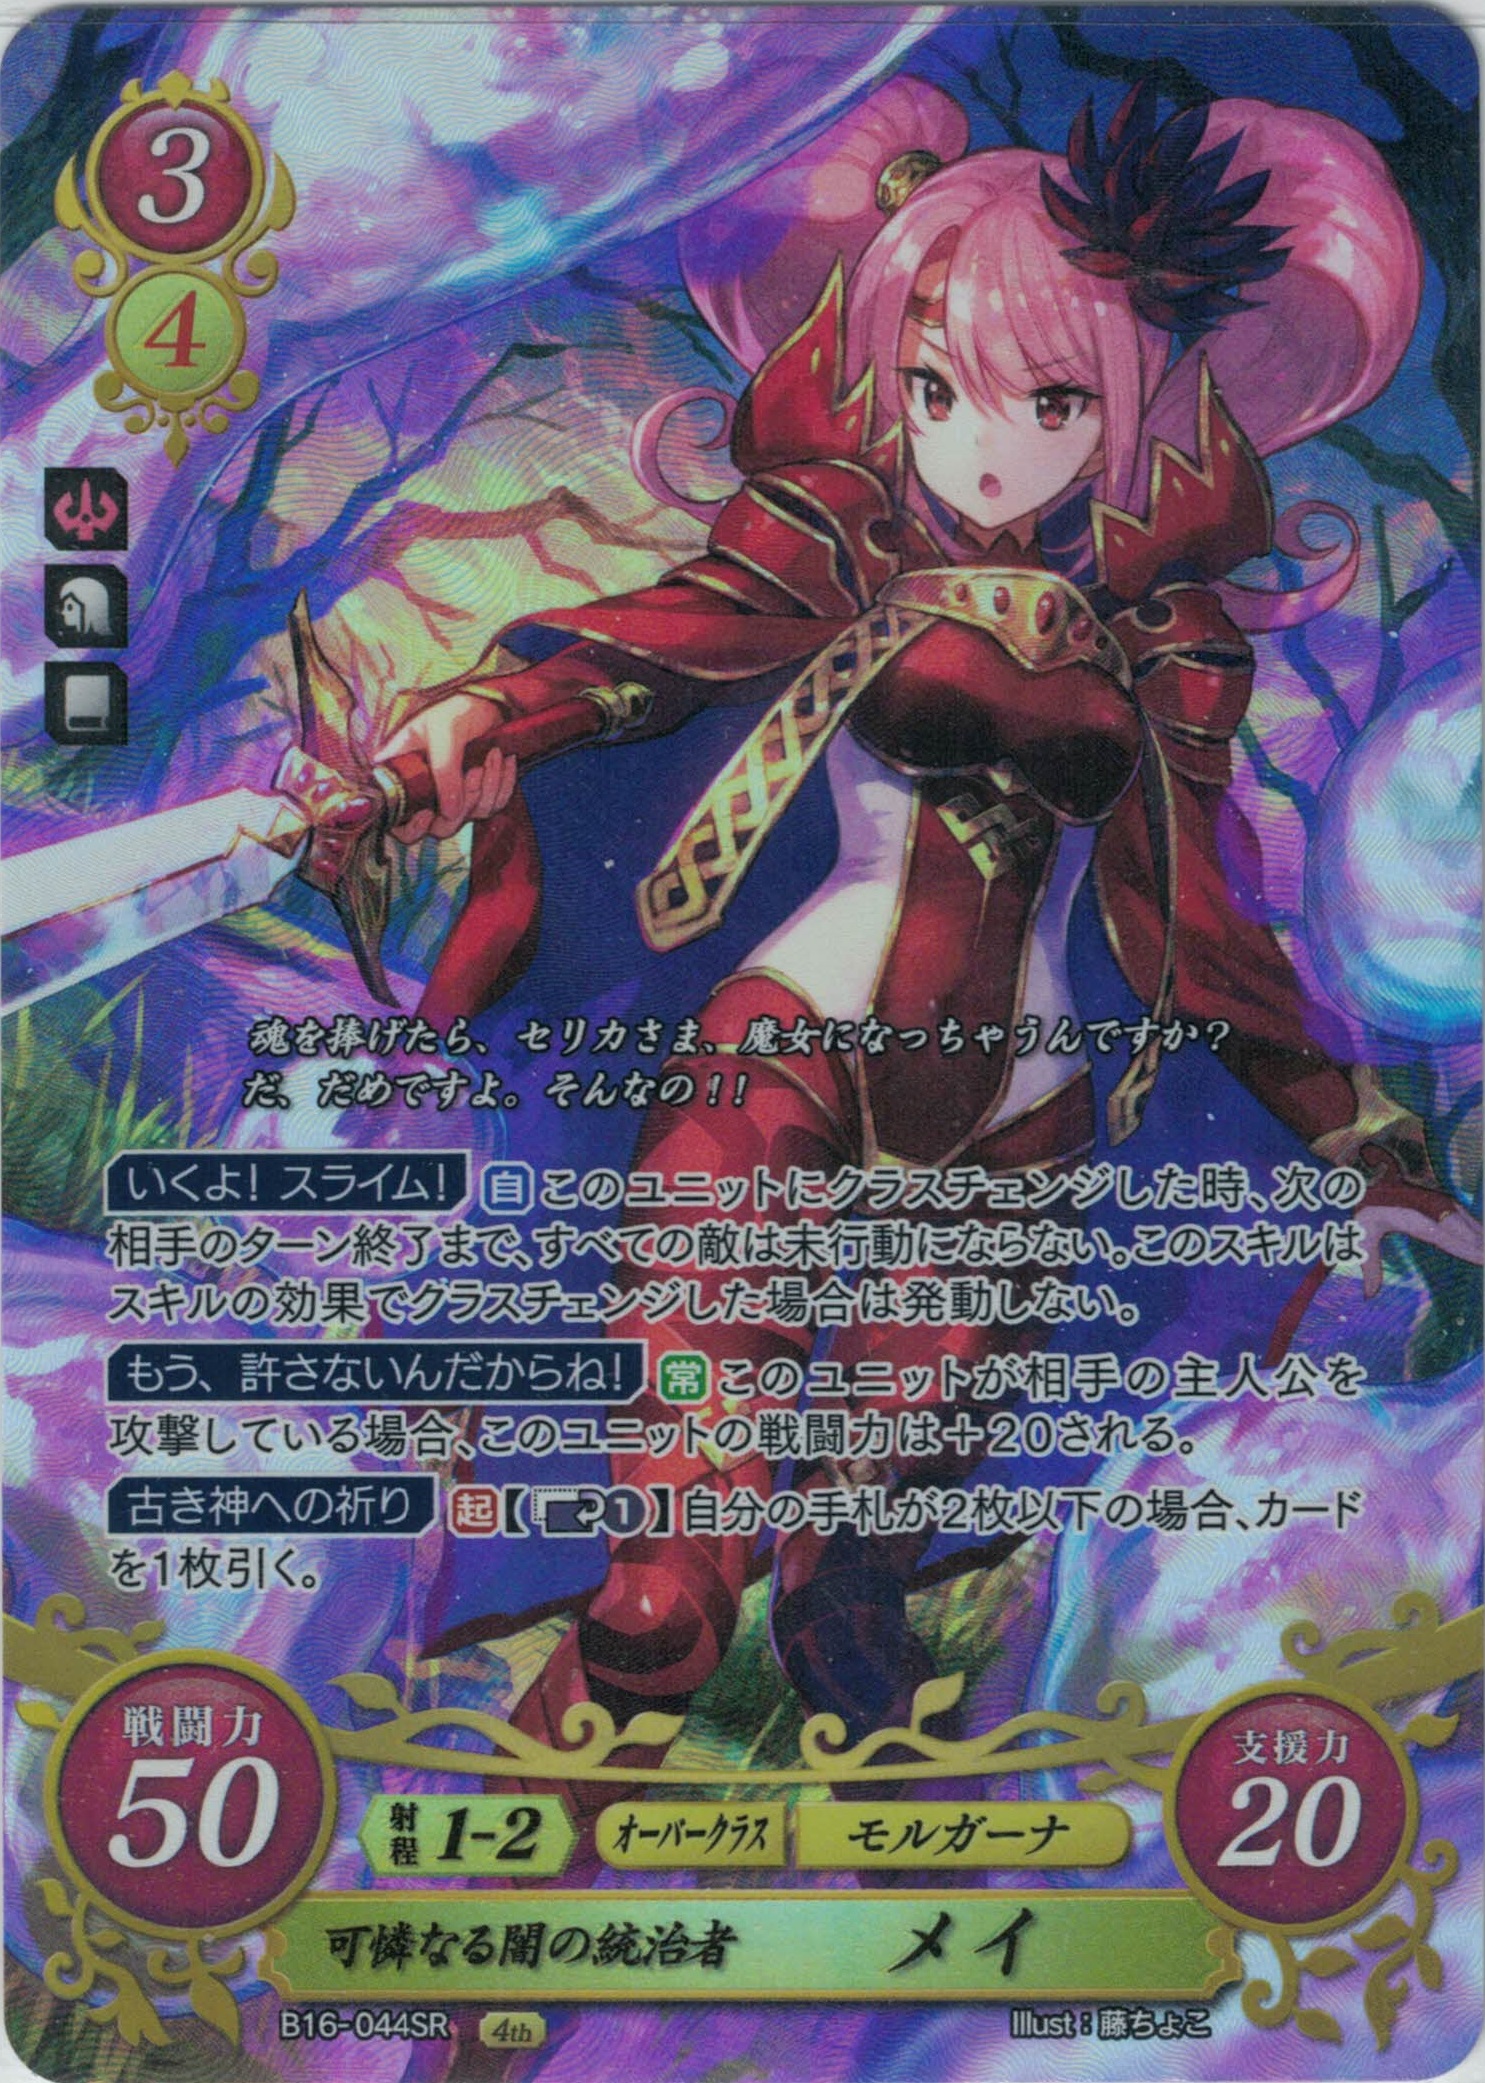 3
4
魂を捧げたら、セリカさま、魔女になっちゃうんですか？
だ、だめですよ。そんなの！！
いくよ！スライム！ 自 このユニットにクラスチェンジした時、次の
相手のターン終了まで、すべての敵は未行動にならない。このスキルは
スキルの効果でクラスチェンジした場合は発動しない。
もう、許さないんだからね！ 常 このユニットが相手の主人公を
攻撃している場合、このユニットの戦闘力は＋20される。
古き神への祈り 起【1】自分の手札が2枚以下の場合、カード
を1枚引く。
戦闘力
50
射程 1-2
オーバークラス
モルガーナ
支援力
20
可憐なる闇の統治者 メイ
B16-044SR 4th
Illust：藤ちょこ